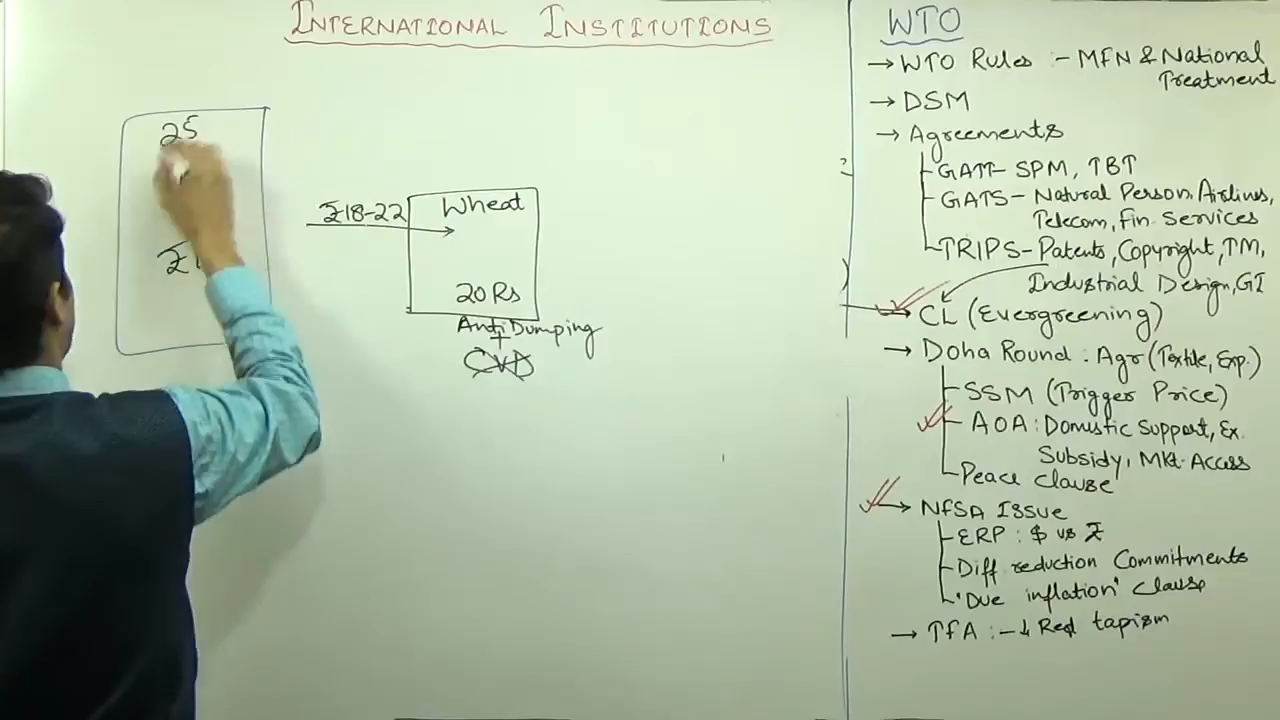 INTERNATIONAL INSTITUTIONS
25
₹18-22
Wheat
20 Rs
Anti Dumping
+
CVD
WTO
→ WTO Rules :- MFN & National
Treatment
→ DSM
→ Agreements
GATT- SPM, TBT
GATS- Natural Person, Airlines,
Telecom, Fin. Services
TRIPS- Patents, Copyright, TM,
Industrial Design, GI
CL (Evergreening)
→ Doha Round : Agr (Textile, Exp.)
SSM (Trigger Price)
AOA : Domestic Support, Ex.
Subsidy, Mkt. Access
Peace Clause
→ NFSA Issue
ERP : $ vs ₹
Diff reduction Commitments
'Due inflation' Clause
→ TFA :- ↓ Red tapism